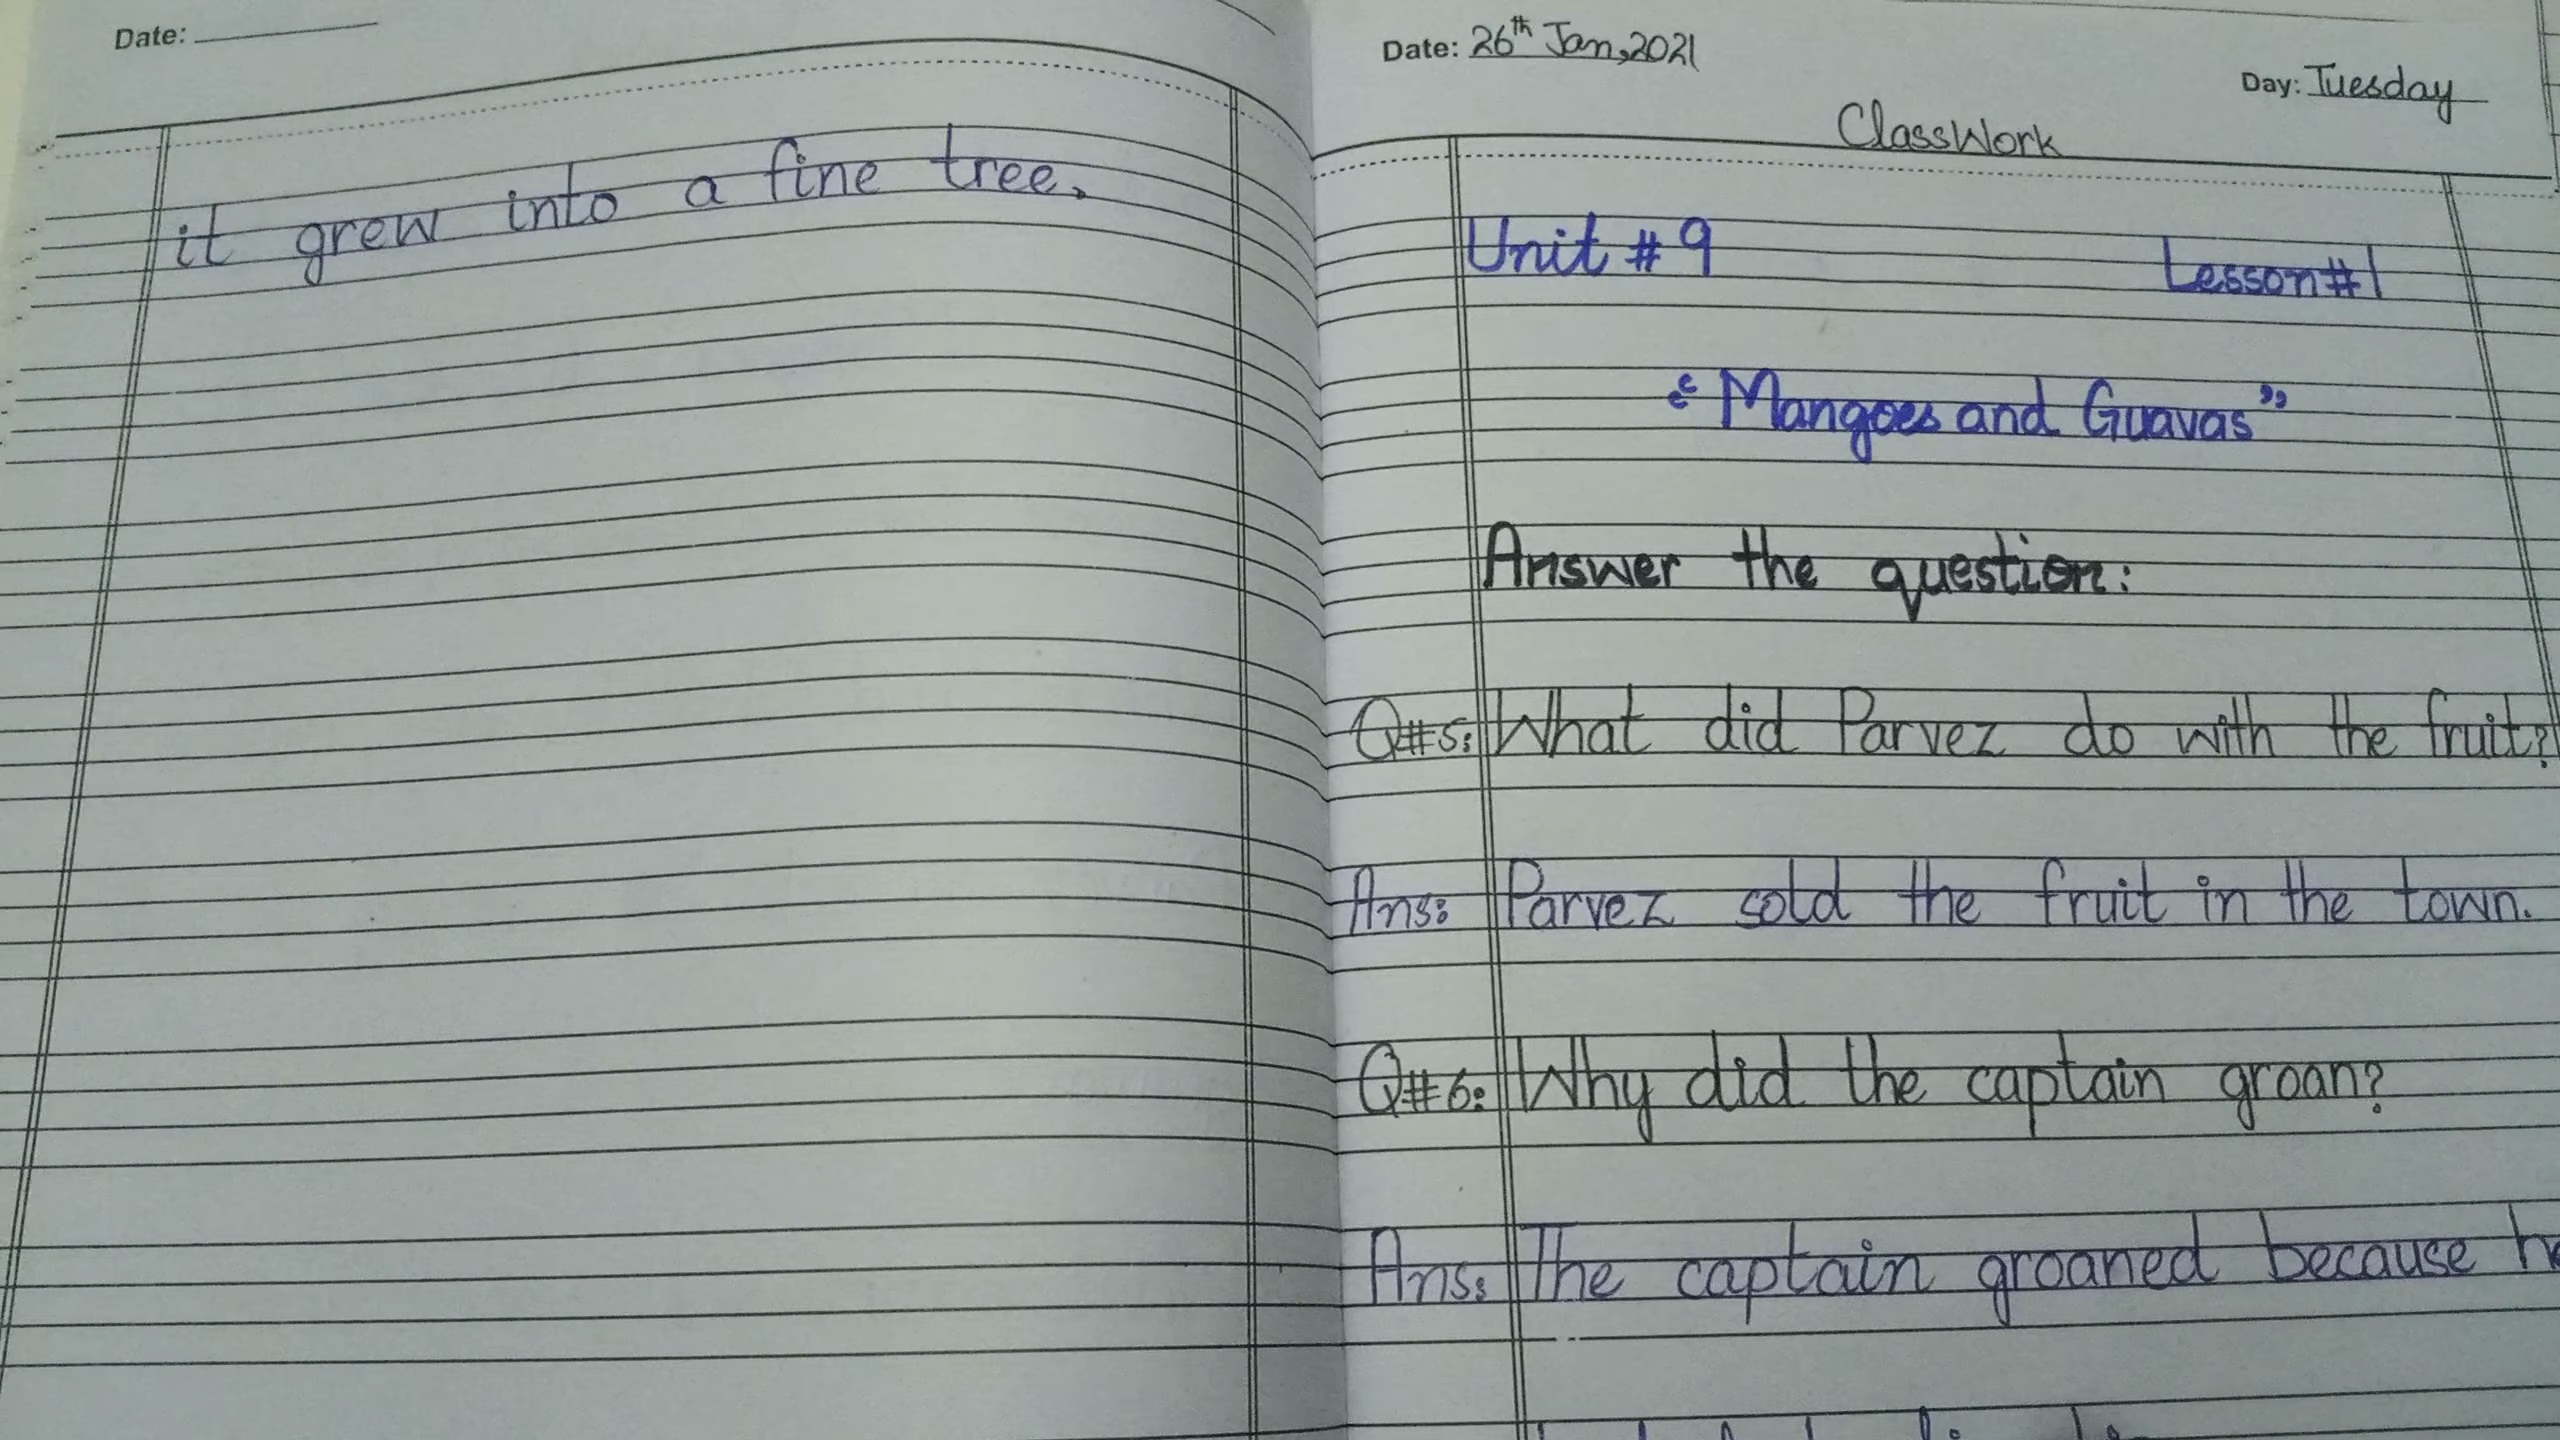 Date:
it grew into a fine tree.
Date: 26th Jan,2021
Day: Tuesday
ClassWork
Unit # 9 Lesson#1
"Mangoes and Guavas"
Answer the question:
Q#5: What did Parvez do with the fruit?
Ans: Parvez sold the fruit in the town.
Q#6: Why did the captain groan?
Ans: The captain groaned because